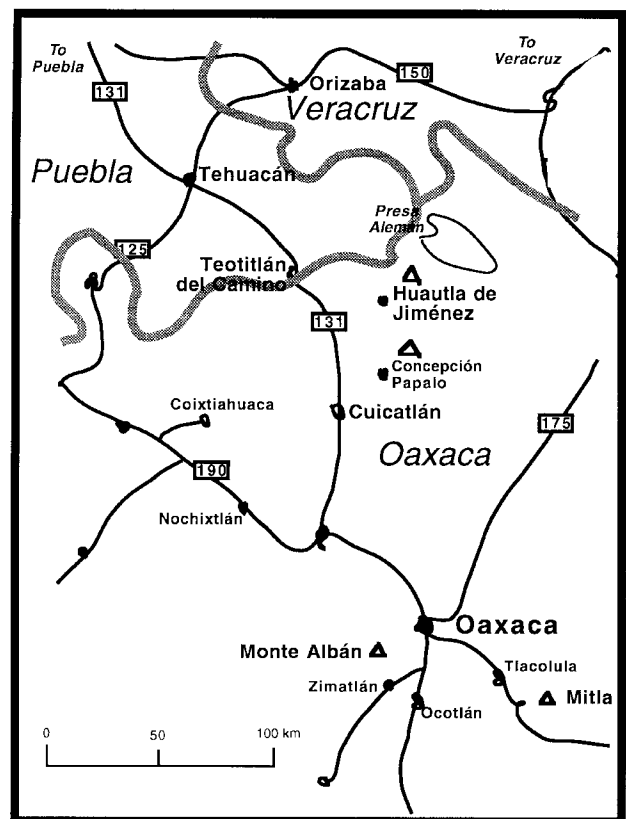 To
Puebla
131
Orizaba
150
To
Veracruz
Veracruz
Puebla
Tehuacán
Presa
Alemán
125
Teotitlán
del Camino
Huautla de
Jiménez
131
Concepción
Papalo
Coixtiahuaca
Cuicatlán
175
Oaxaca
190
Nochixtlán
Oaxaca
Monte Albán
Tlacolula
Zimatlán
Mitla
Ocotlán
0 50 100 km